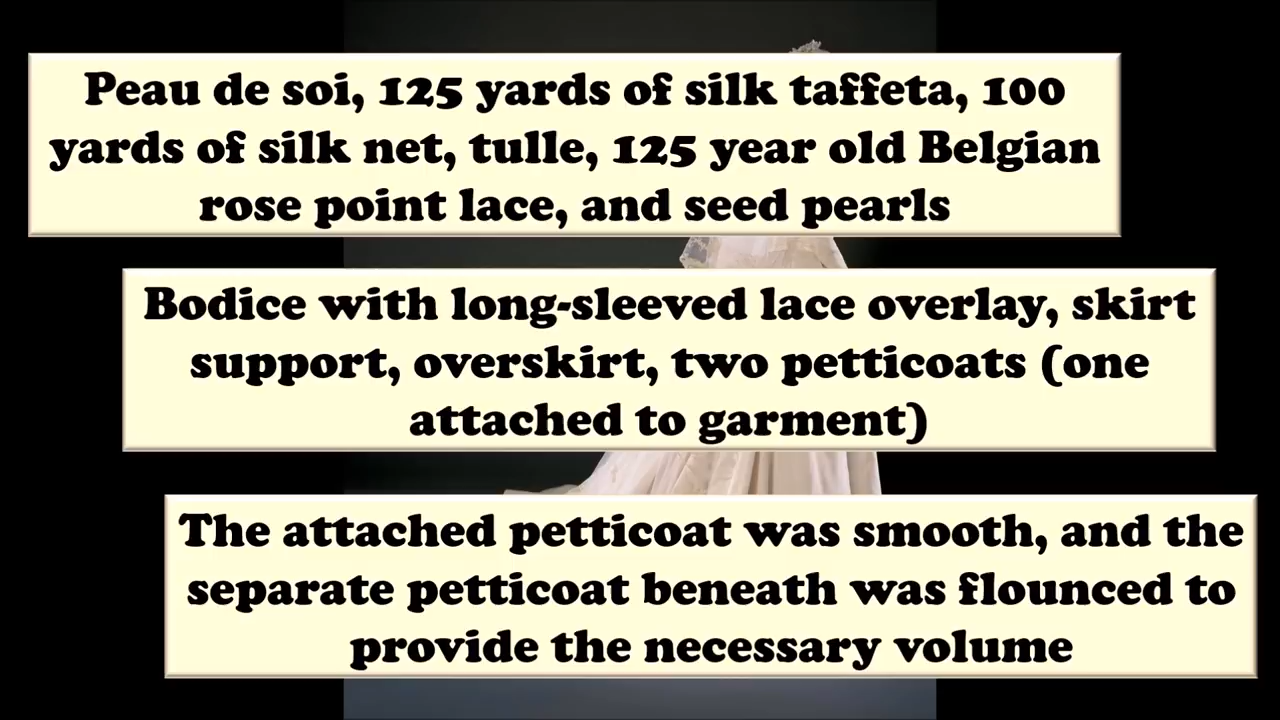 Peau de soi, 125 yards of silk taffeta, 100
yards of silk net, tulle, 125 year old Belgian
rose point lace, and seed pearls
Bodice with long-sleeved lace overlay, skirt
support, overskirt, two petticoats (one
attached to garment)
The attached petticoat was smooth, and the
separate petticoat beneath was flounced to
provide the necessary volume